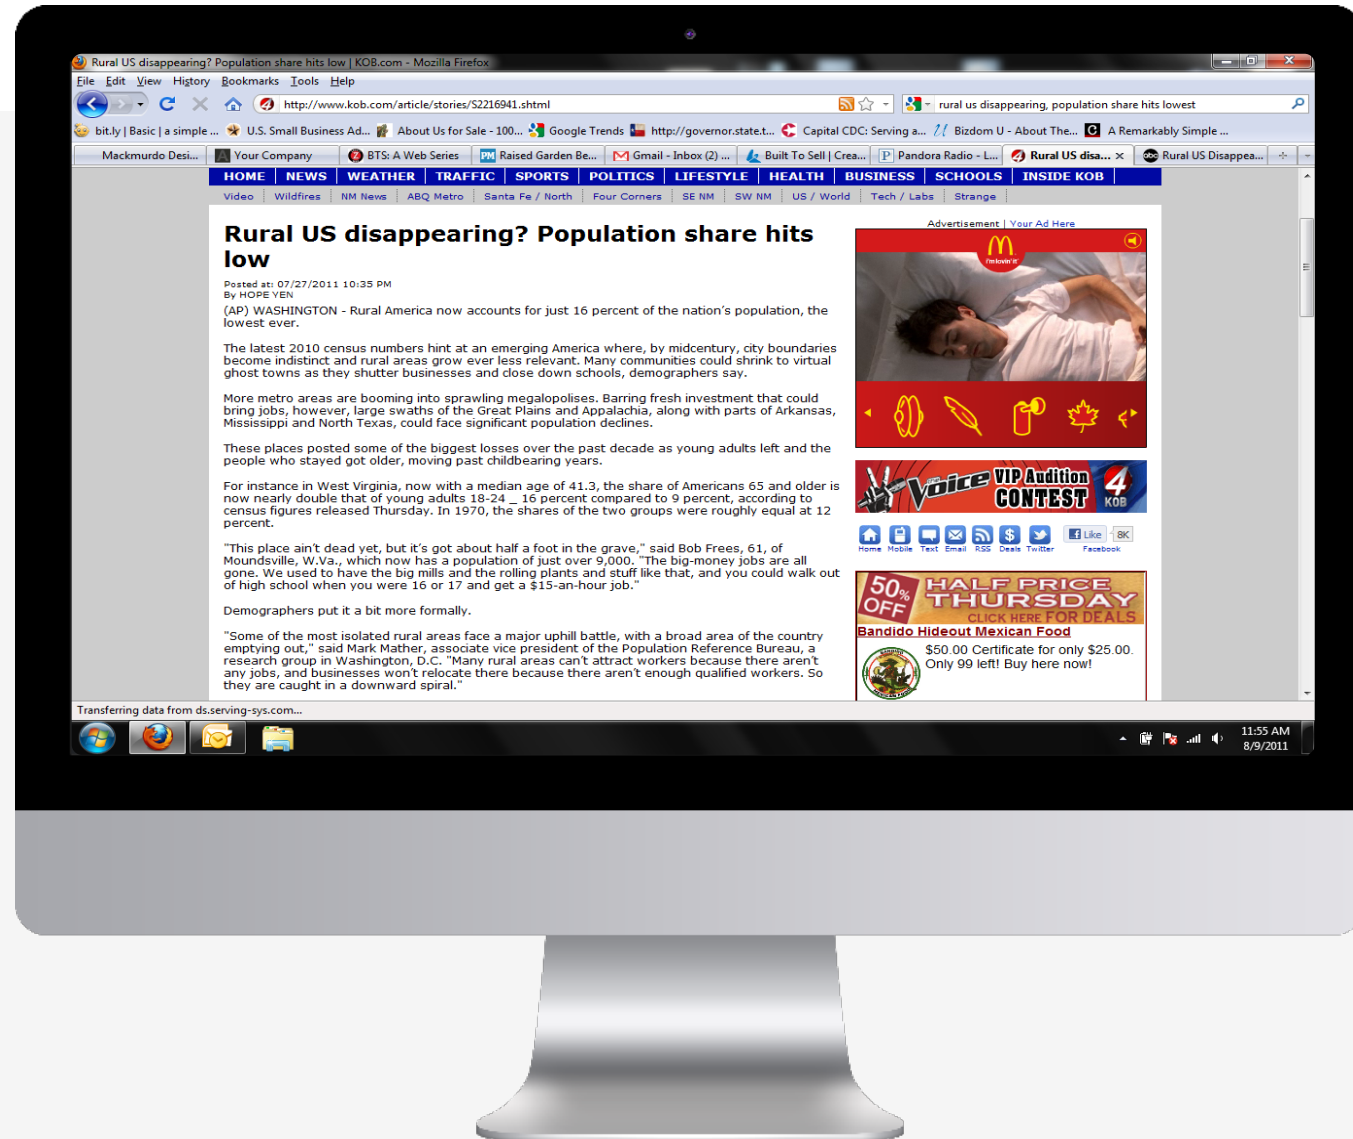 Rural US disappearing? Population share hits low | KOB.com - Mozilla Firefox
File Edit View History Bookmarks Tools Help
http://www.kob.com/article/stories/S2216941.shtml
rural us disappearing, population share hits lowest
bit.ly | Basic | a simple ... U.S. Small Business Ad... About Us for Sale - 100... Google Trends http://governor.state.t... Capital CDC: Serving a... Bizdom U - About The... A Remarkably Simple ...
Mackmurdo Desi... Your Company BTS: A Web Series Raised Garden Be... Gmail - Inbox (2) ... Built To Sell | Crea... Pandora Radio - L... Rural US disa... Rural US Disappea...
HOME NEWS WEATHER TRAFFIC SPORTS POLITICS LIFESTYLE HEALTH BUSINESS SCHOOLS INSIDE KOB
Video Wildfires NM News ABQ Metro Santa Fe / North Four Corners SE NM SW NM US / World Tech / Labs Strange
Rural US disappearing? Population share hits
low
Posted at: 07/27/2011 10:35 PM
By HOPE YEN
(AP) WASHINGTON - Rural America now accounts for just 16 percent of the nation's population, the
lowest ever.
The latest 2010 census numbers hint at an emerging America where, by midcentury, city boundaries
become indistinct and rural areas grow ever less relevant. Many communities could shrink to virtual
ghost towns as they shutter businesses and close down schools, demographers say.
More metro areas are booming into sprawling megalopolises. Barring fresh investment that could
bring jobs, however, large swaths of the Great Plains and Appalachia, along with parts of Arkansas,
Mississippi and North Texas, could face significant population declines.
These places posted some of the biggest losses over the past decade as young adults left and the
people who stayed got older, moving past childbearing years.
For instance in West Virginia, now with a median age of 41.3, the share of Americans 65 and older is
now nearly double that of young adults 18-24 _ 16 percent compared to 9 percent, according to
census figures released Thursday. In 1970, the shares of the two groups were roughly equal at 12
percent.
"This place ain't dead yet, but it's got about half a foot in the grave," said Bob Frees, 61, of
Moundsville, W.Va., which now has a population of just over 9,000. "The big-money jobs are all
gone. We used to have the big mills and the rolling plants and stuff like that, and you could walk out
of high school when you were 16 or 17 and get a $15-an-hour job."
Demographers put it a bit more formally.
"Some of the most isolated rural areas face a major uphill battle, with a broad area of the country
emptying out," said Mark Mather, associate vice president of the Population Reference Bureau, a
research group in Washington, D.C. "Many rural areas can't attract workers because there aren't
any jobs, and businesses won't relocate there because there aren't enough qualified workers. So
they are caught in a downward spiral."
Advertisement | Your Ad Here
i'm lovin' it
the Voice VIP Audition
CONTEST
4
KOB
Home Mobile Text Email RSS Deals Twitter Like 8K
Facebook
50%
OFF
HALF PRICE
THURSDAY
CLICK HERE FOR DEALS
Bandido Hideout Mexican Food
$50.00 Certificate for only $25.00.
Only 99 left! Buy here now!
Transferring data from ds.serving-sys.com...
11:55 AM
8/9/2011